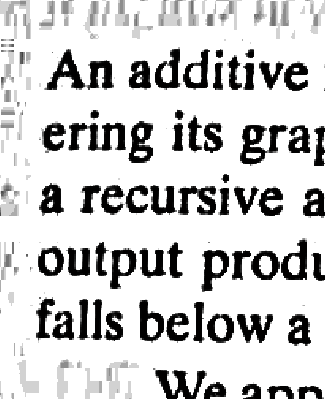 An additive
ering its grap
a recursive a
output produ
falls below a
We app